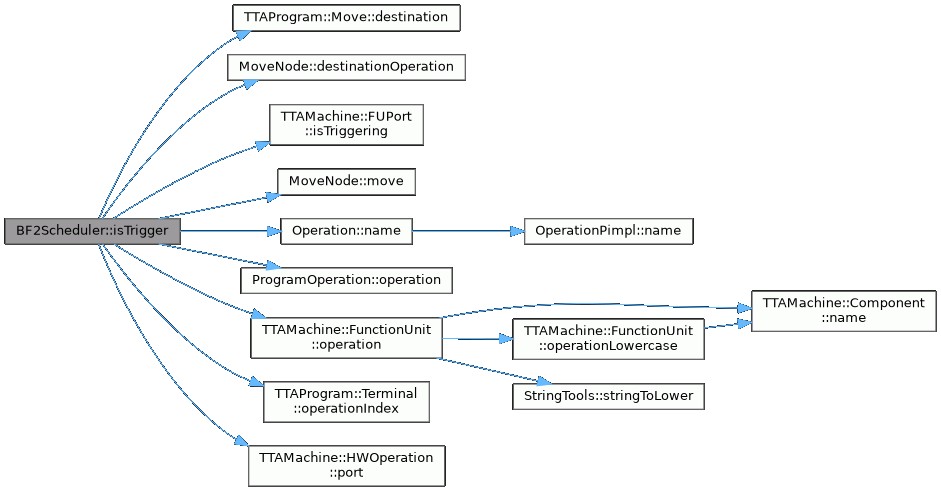 TTAProgram::Move::destination
MoveNode::destinationOperation
TTAMachine::FUPort
::isTriggering
MoveNode::move
BF2Scheduler::isTrigger
Operation::name
OperationPimpl::name
ProgramOperation::operation
TTAMachine::FunctionUnit
::operation
TTAMachine::FunctionUnit
::operationLowercase
TTAMachine::Component
::name
StringTools::stringToLower
TTAProgram::Terminal
::operationIndex
TTAMachine::HWOperation
::port